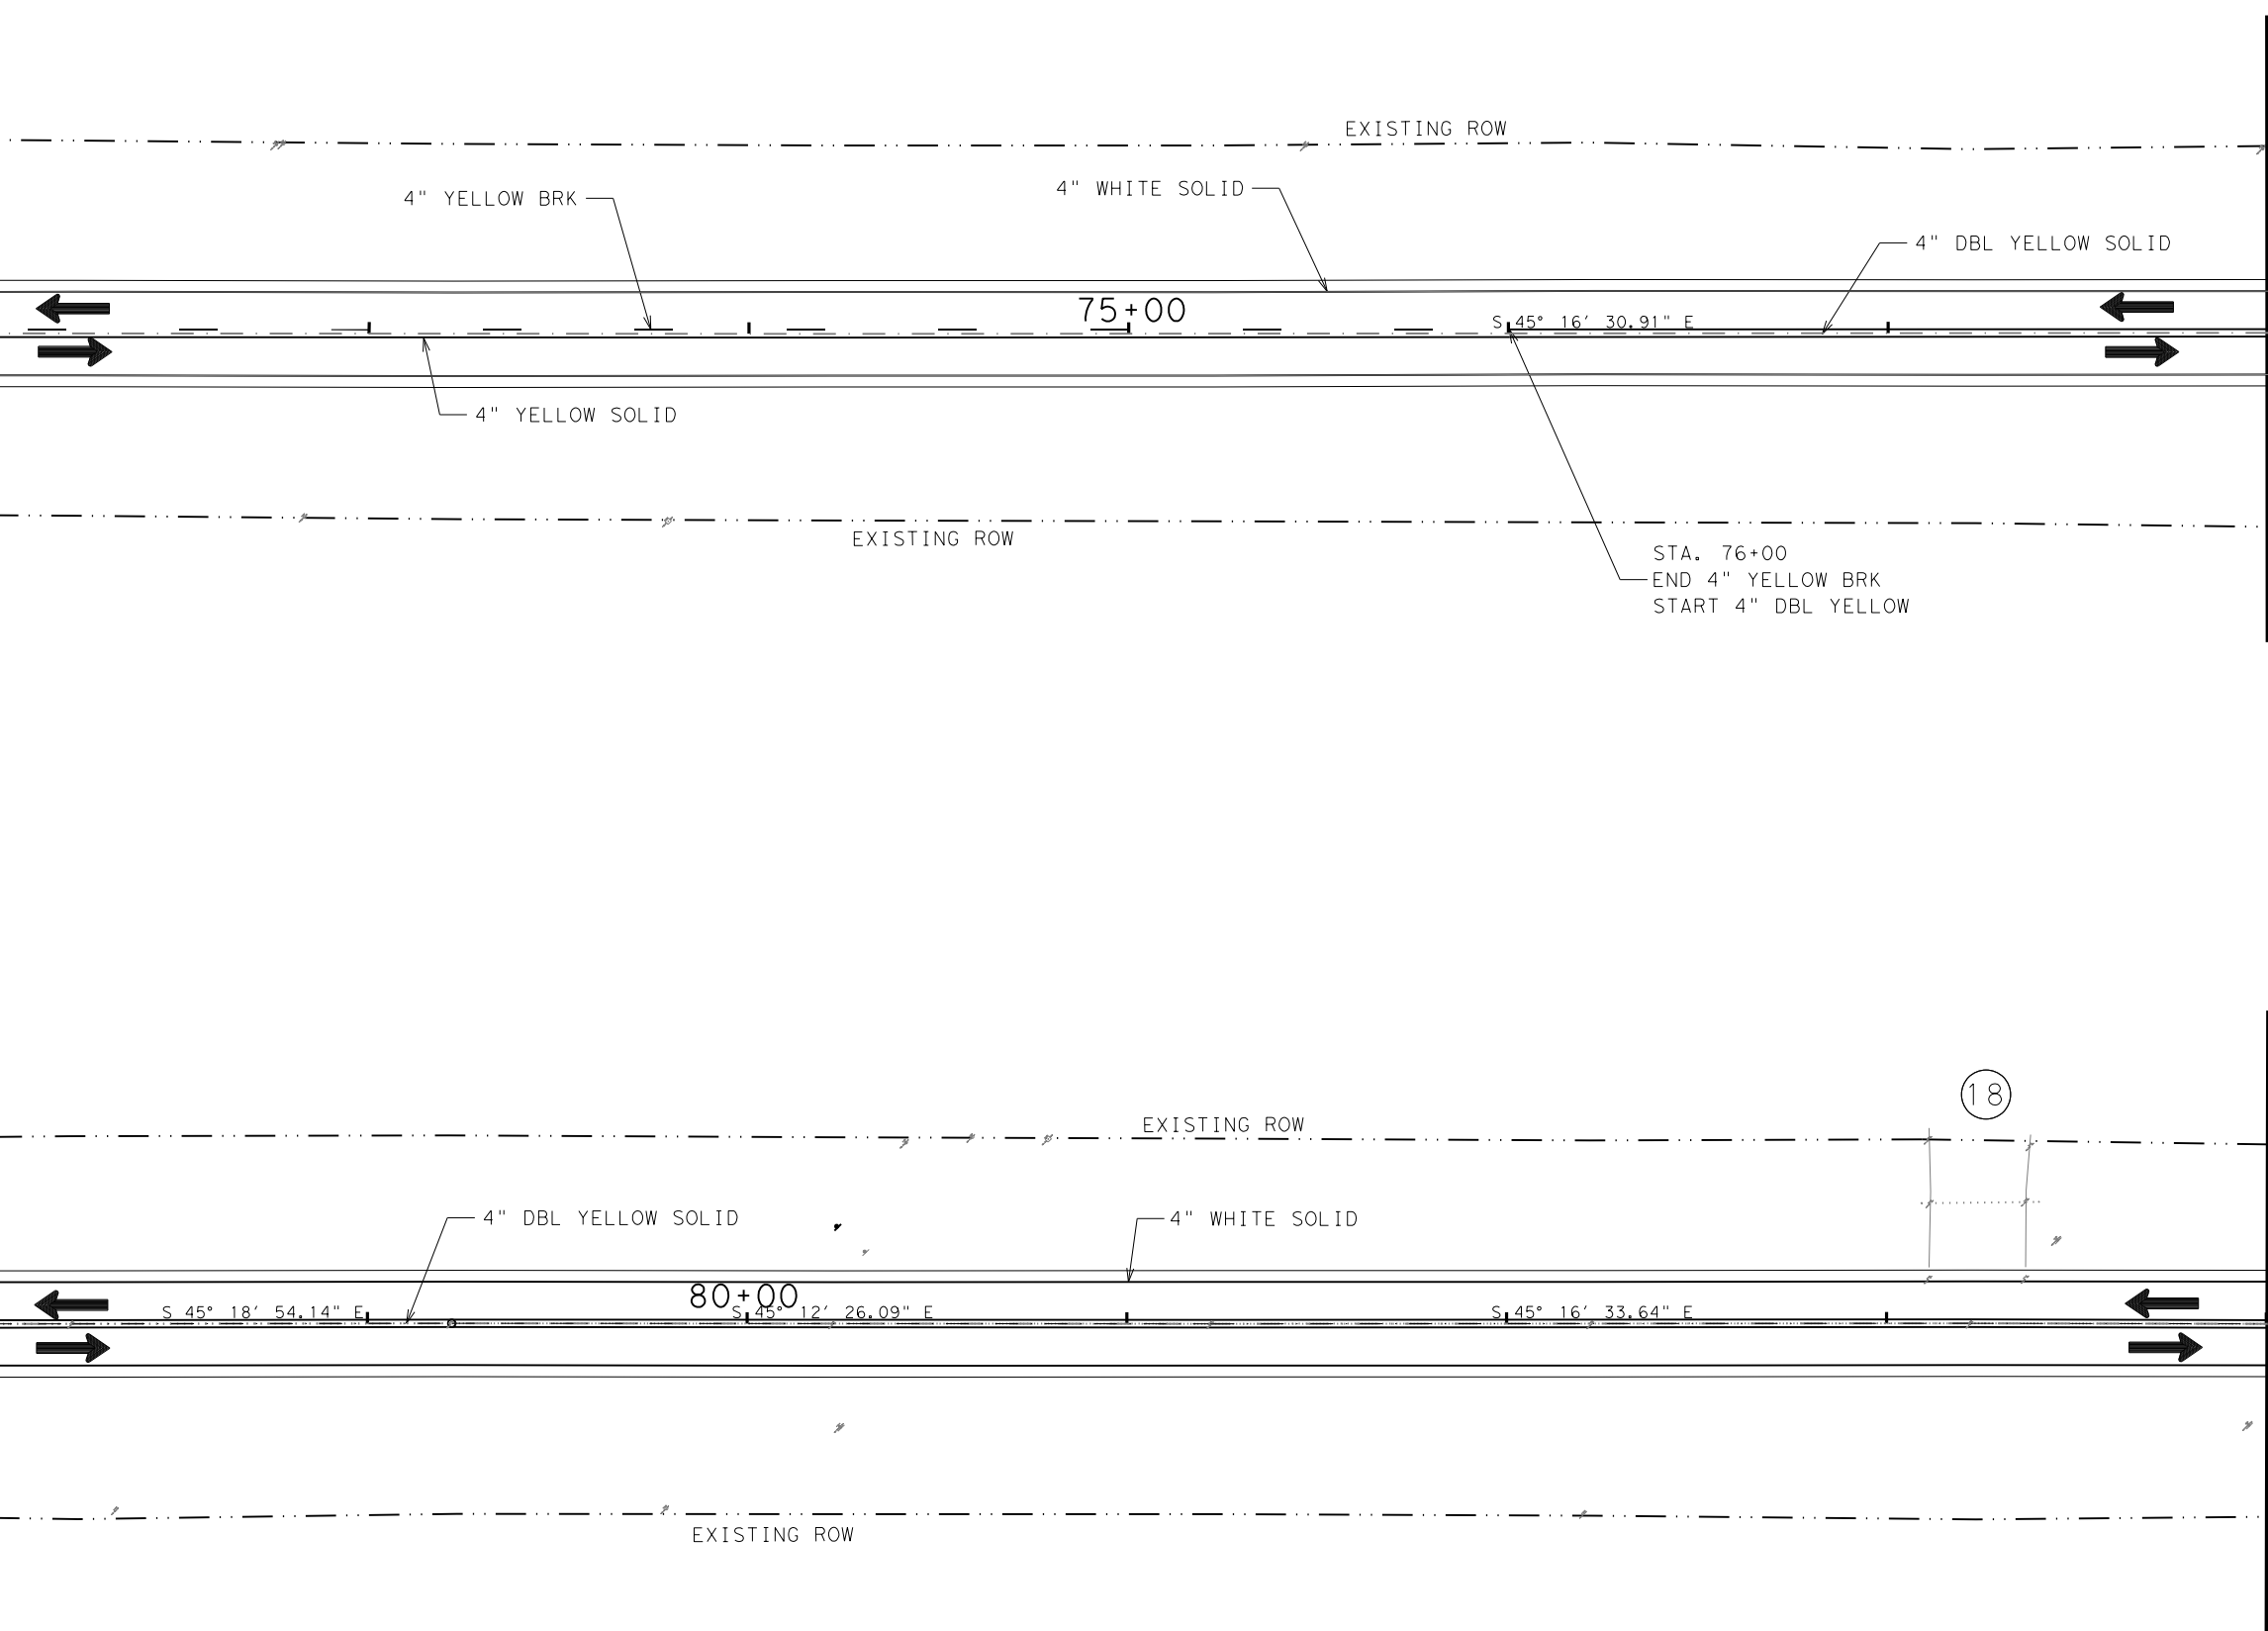 EXISTING ROW
4" YELLOW BRK
4" WHITE SOLID
4" DBL YELLOW SOLID
75+00
S 45° 16' 30.91" E
4" YELLOW SOLID
EXISTING ROW
STA. 76+00
END 4" YELLOW BRK
START 4" DBL YELLOW
18
EXISTING ROW
4" DBL YELLOW SOLID
4" WHITE SOLID
80+00
S 45° 18' 54.14" E
S 45° 12' 26.09" E
S 45° 16' 33.64" E
EXISTING ROW